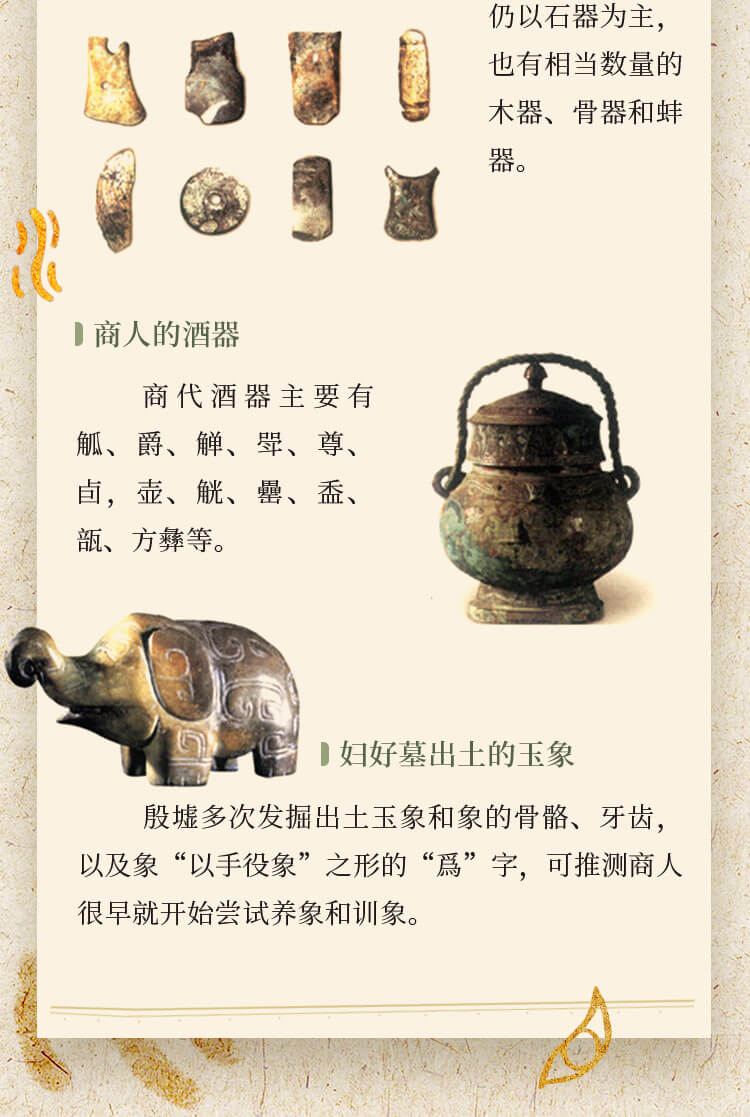 仍以石器为主，
也有相当数量的
木器、骨器和蚌
器。
商人的酒器
商代酒器主要有
觚、爵、觯、斝、尊、
卣，壶、觥、罍、盉、
瓿、方彝等。
妇好墓出土的玉象
殷墟多次发掘出土玉象和象的骨骼、牙齿，
以及象“以手役象”之形的“爲”字，可推测商人
很早就开始尝试养象和训象。